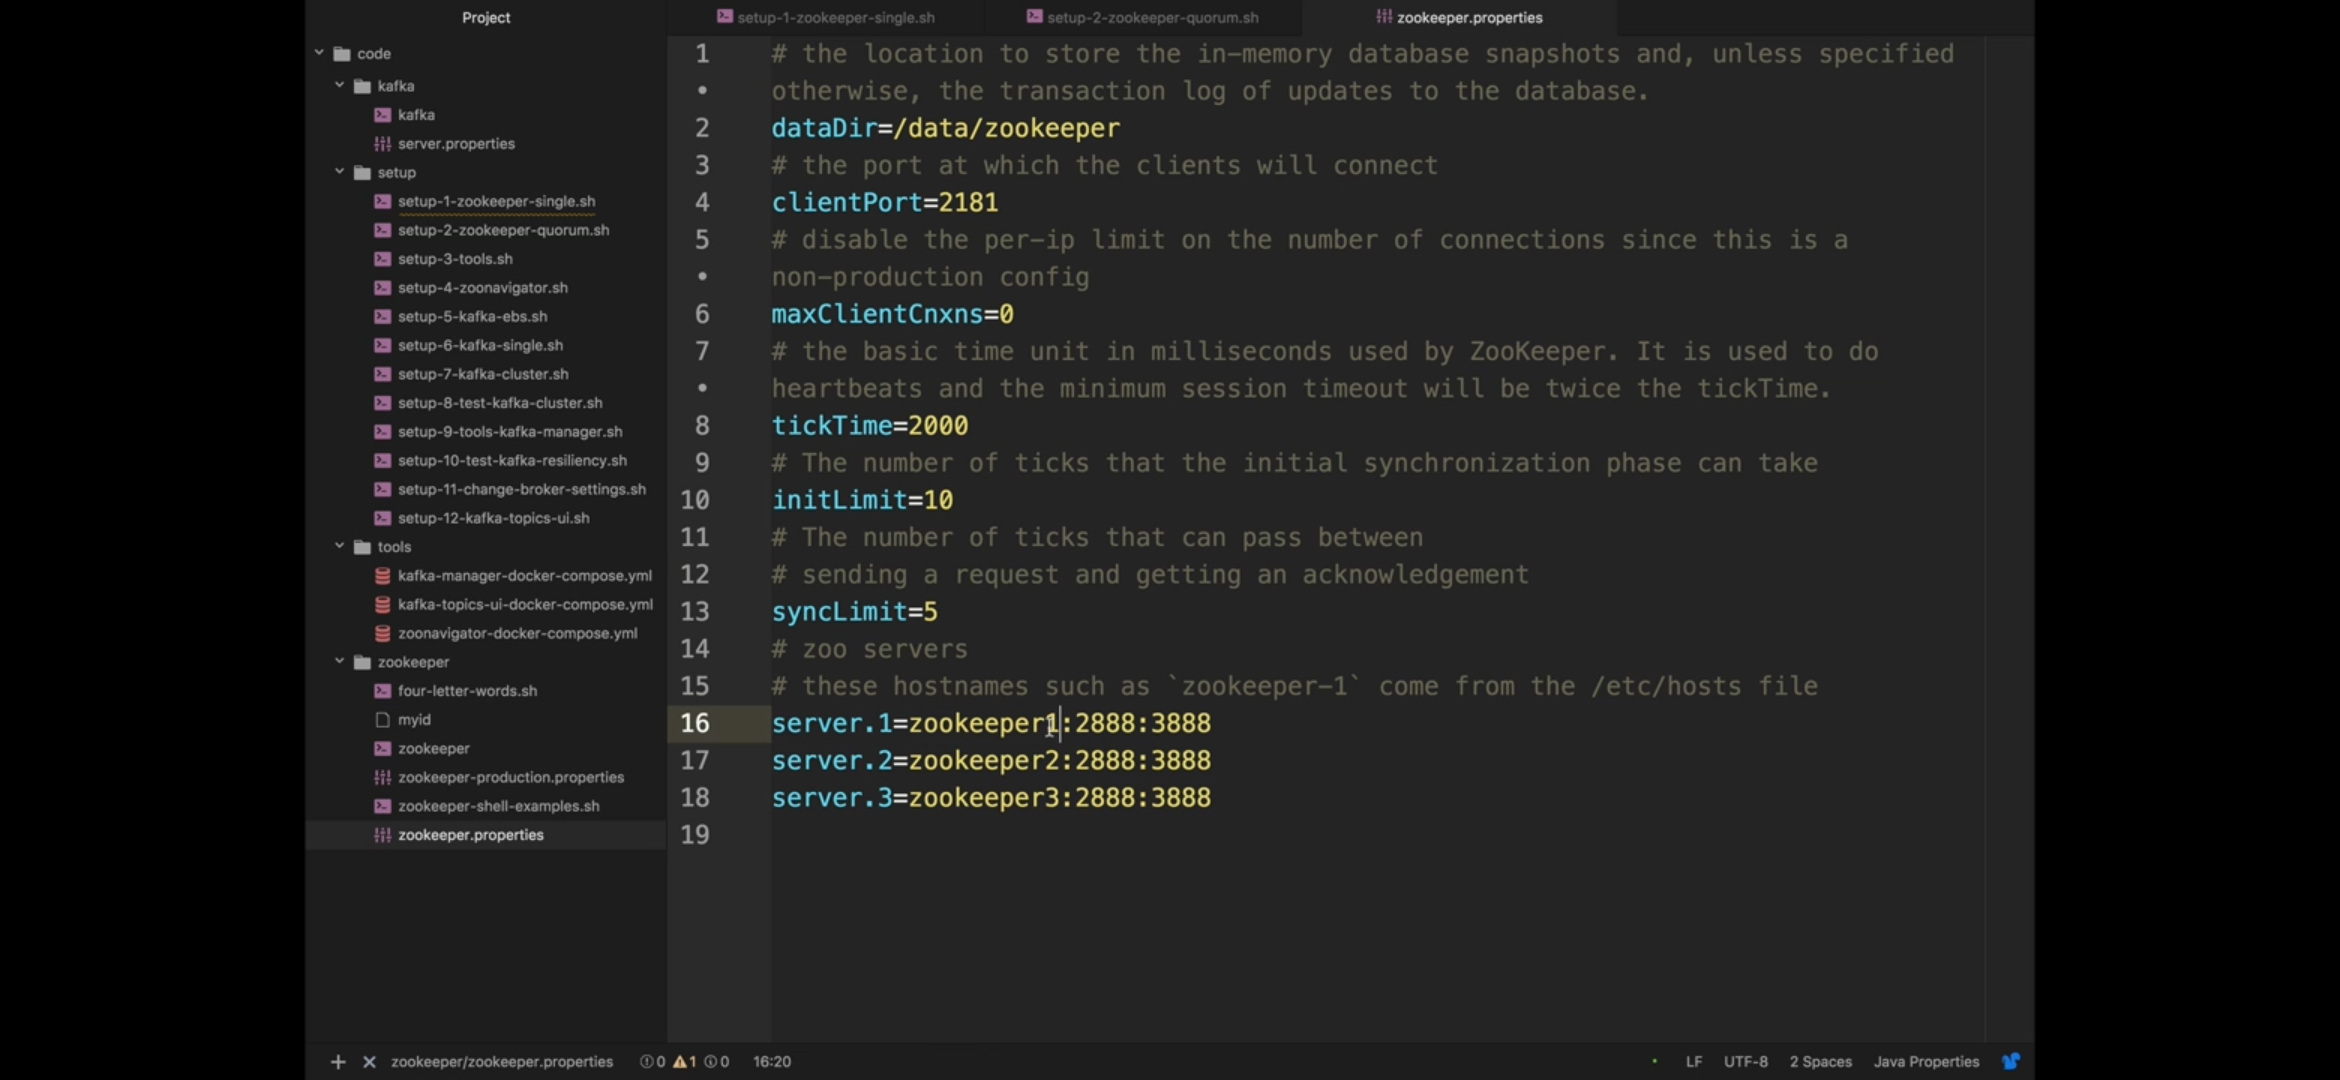 Project
code
kafka
kafka
server.properties
setup
setup-1-zookeeper-single.sh
setup-2-zookeeper-quorum.sh
setup-3-tools.sh
setup-4-zoonavigator.sh
setup-5-kafka-ebs.sh
setup-6-kafka-single.sh
setup-7-kafka-cluster.sh
setup-8-test-kafka-cluster.sh
setup-9-tools-kafka-manager.sh
setup-10-test-kafka-resiliency.sh
setup-11-change-broker-settings.sh
setup-12-kafka-topics-ui.sh
tools
kafka-manager-docker-compose.yml
kafka-topics-ui-docker-compose.yml
zoonavigator-docker-compose.yml
zookeeper
four-letter-words.sh
myid
zookeeper
zookeeper-production.properties
zookeeper-shell-examples.sh
zookeeper.properties
setup-1-zookeeper-single.sh setup-2-zookeeper-quorum.sh zookeeper.properties
1 # the location to store the in-memory database snapshots and, unless specified
• otherwise, the transaction log of updates to the database.
2 dataDir=/data/zookeeper
3 # the port at which the clients will connect
4 clientPort=2181
5 # disable the per-ip limit on the number of connections since this is a
• non-production config
6 maxClientCnxns=0
7 # the basic time unit in milliseconds used by ZooKeeper. It is used to do
• heartbeats and the minimum session timeout will be twice the tickTime.
8 tickTime=2000
9 # The number of ticks that the initial synchronization phase can take
10 initLimit=10
11 # The number of ticks that can pass between
12 # sending a request and getting an acknowledgement
13 syncLimit=5
14 # zoo servers
15 # these hostnames such as `zookeeper-1` come from the /etc/hosts file
16 server.1=zookeeper1:2888:3888
17 server.2=zookeeper2:2888:3888
18 server.3=zookeeper3:2888:3888
19
zookeeper/zookeeper.properties 0 1 0 16:20 LF UTF-8 2 Spaces Java Properties